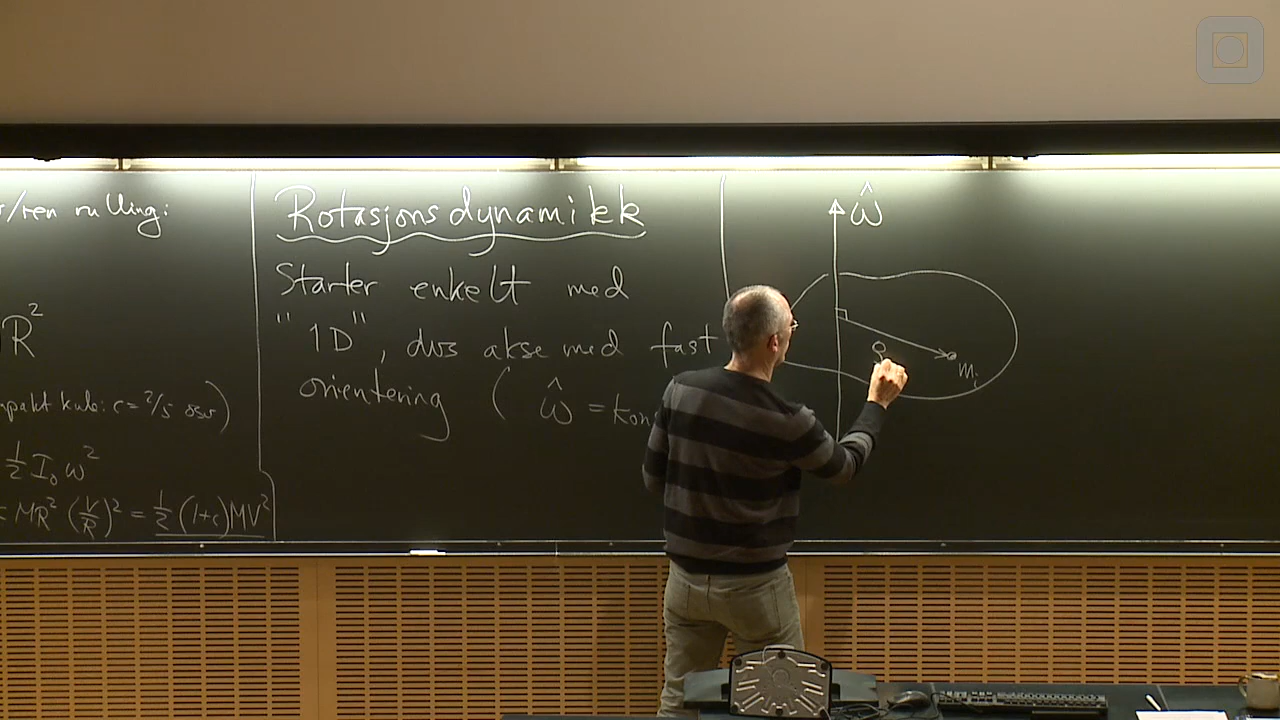 /ren rulling:
R²
kule: c = 2/5 osv)
½ I₀ ω²
MR² (V/R)² = ½ (1+c) MV²
Rotasjonsdynamikk
Starter enkelt med
"1D", dvs akse med fast
orientering ( ω̂ = kon
ω̂
mᵢ